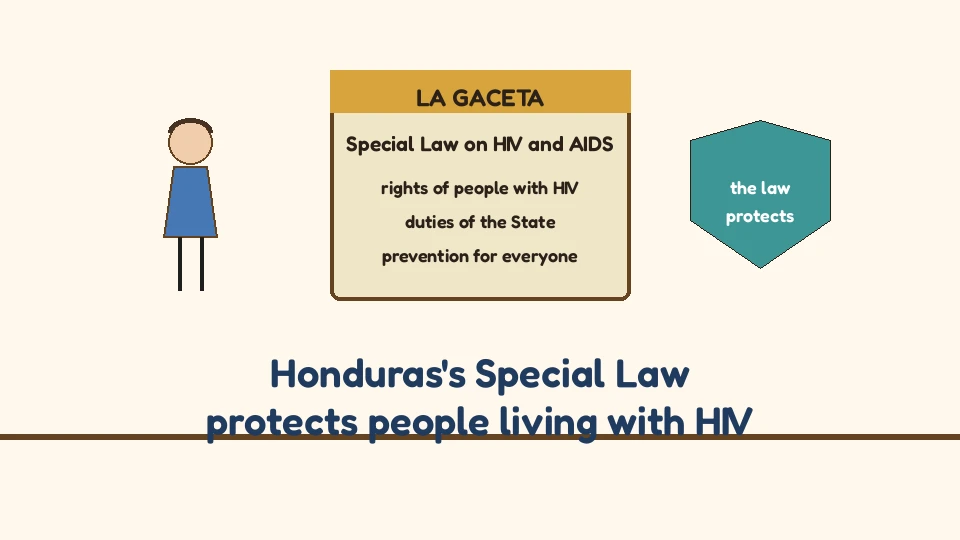 LA GACETA
Special Law on HIV and AIDS
rights of people with HIV
duties of the State
prevention for everyone
the law
protects
Honduras's Special Law
protects people living with HIV